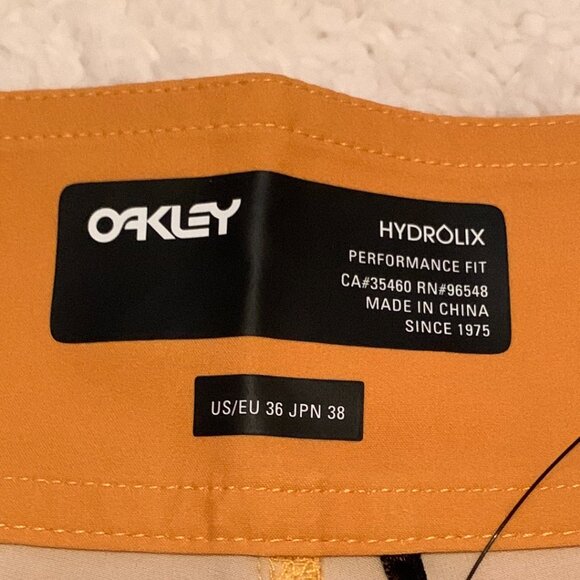 OAKLEY
HYDROLIX
PERFORMANCE FIT
CA#35460 RN#96548
MADE IN CHINA
SINCE 1975
US/EU 36 JPN 38